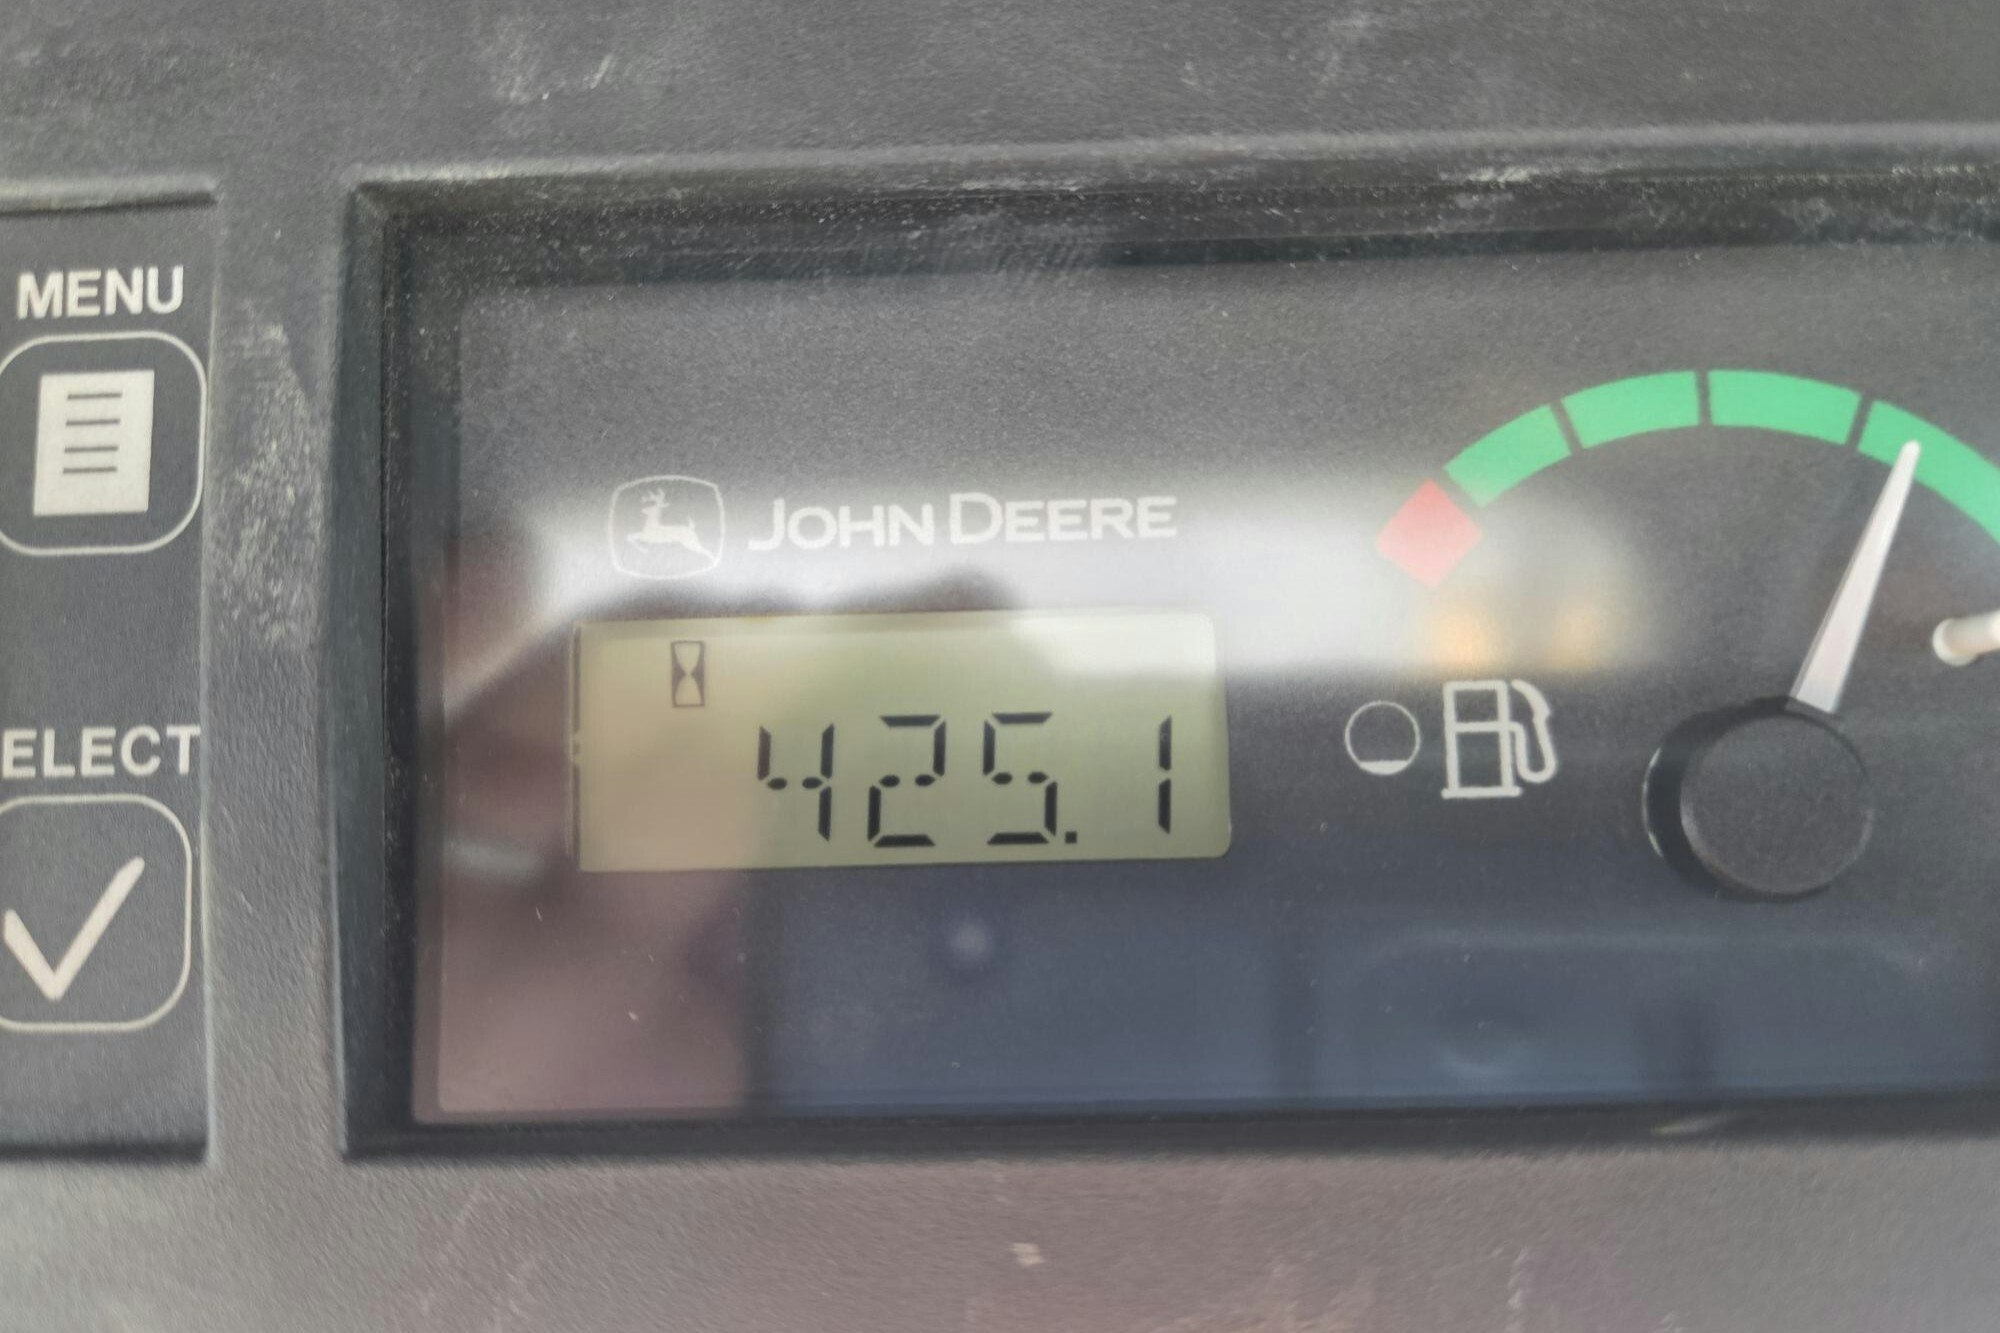 MENU
JOHN DEERE
ELECT
425.1